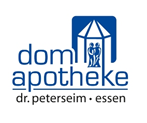 dom
apotheke
dr. peterseim • essen